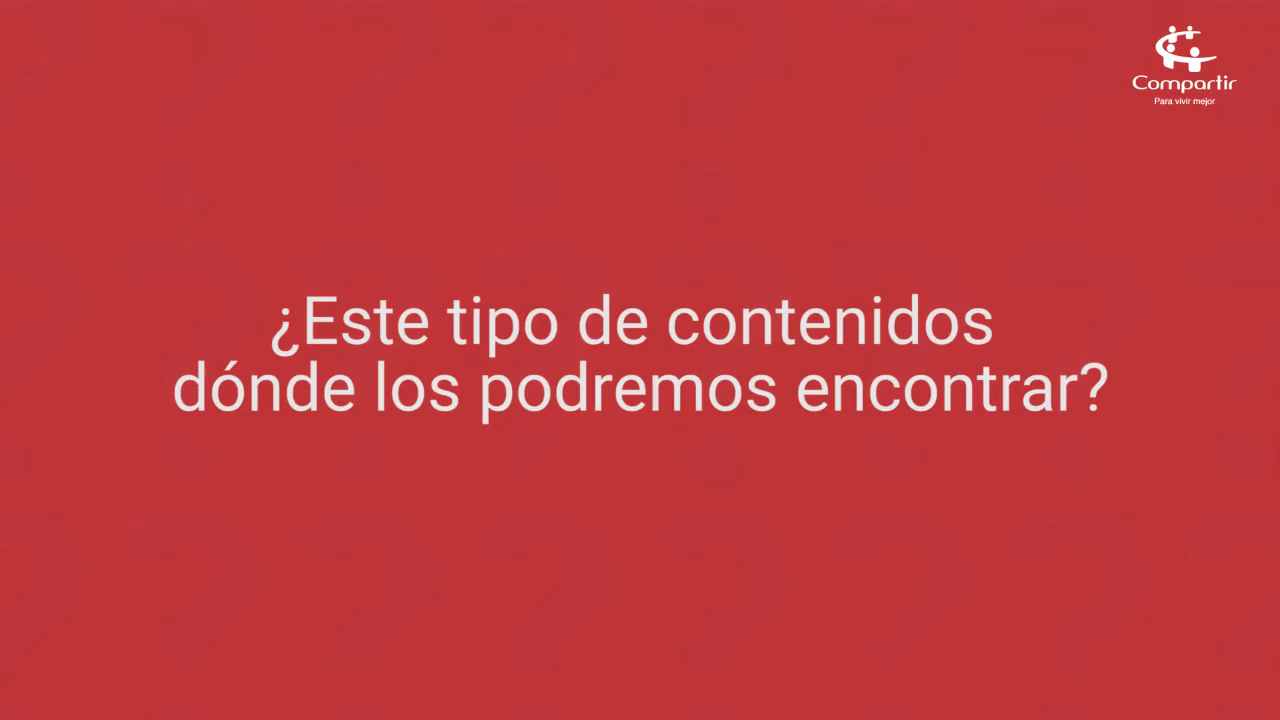 Compartir
Para vivir mejor
¿Este tipo de contenidos
dónde los podremos encontrar?